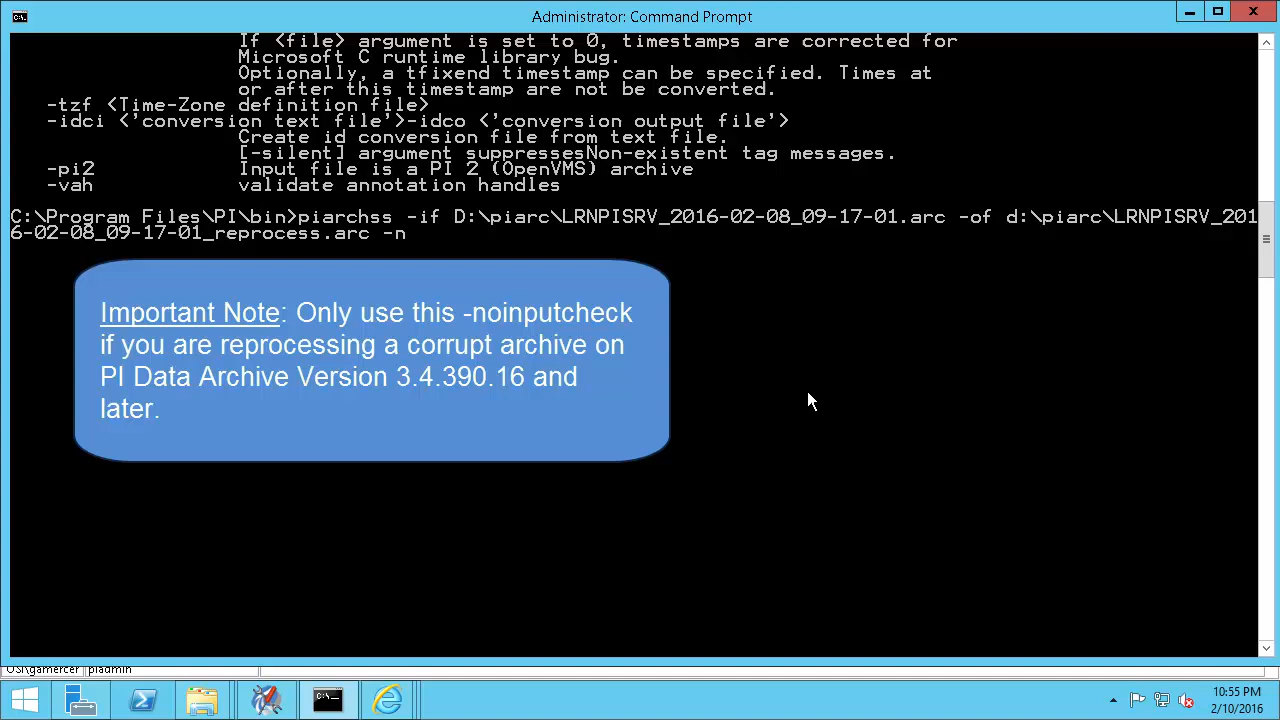 Administrator: Command Prompt
If <file> argument is set to 0, timestamps are corrected for
Microsoft C runtime library bug.
Optionally, a tfixend timestamp can be specified. Times at
or after this timestamp are not be converted.
-tzf <Time-Zone definition file>
-idci <'conversion text file'>-idco <'conversion output file'>
Create id conversion file from text file.
[-silent] argument suppressesNon-existent tag messages.
-pi2 Input file is a PI 2 (OpenVMS) archive
-vah validate annotation handles
C:\Program Files\PI\bin>piarchss -if D:\piarc\LRNPISRV_2016-02-08_09-17-01.arc -of d:\piarc\LRNPISRV_201
6-02-08_09-17-01_reprocess.arc -n
Important Note: Only use this -noinputcheck
if you are reprocessing a corrupt archive on
PI Data Archive Version 3.4.390.16 and
later.
OSI\gamercer piadmin
10:55 PM
2/10/2016